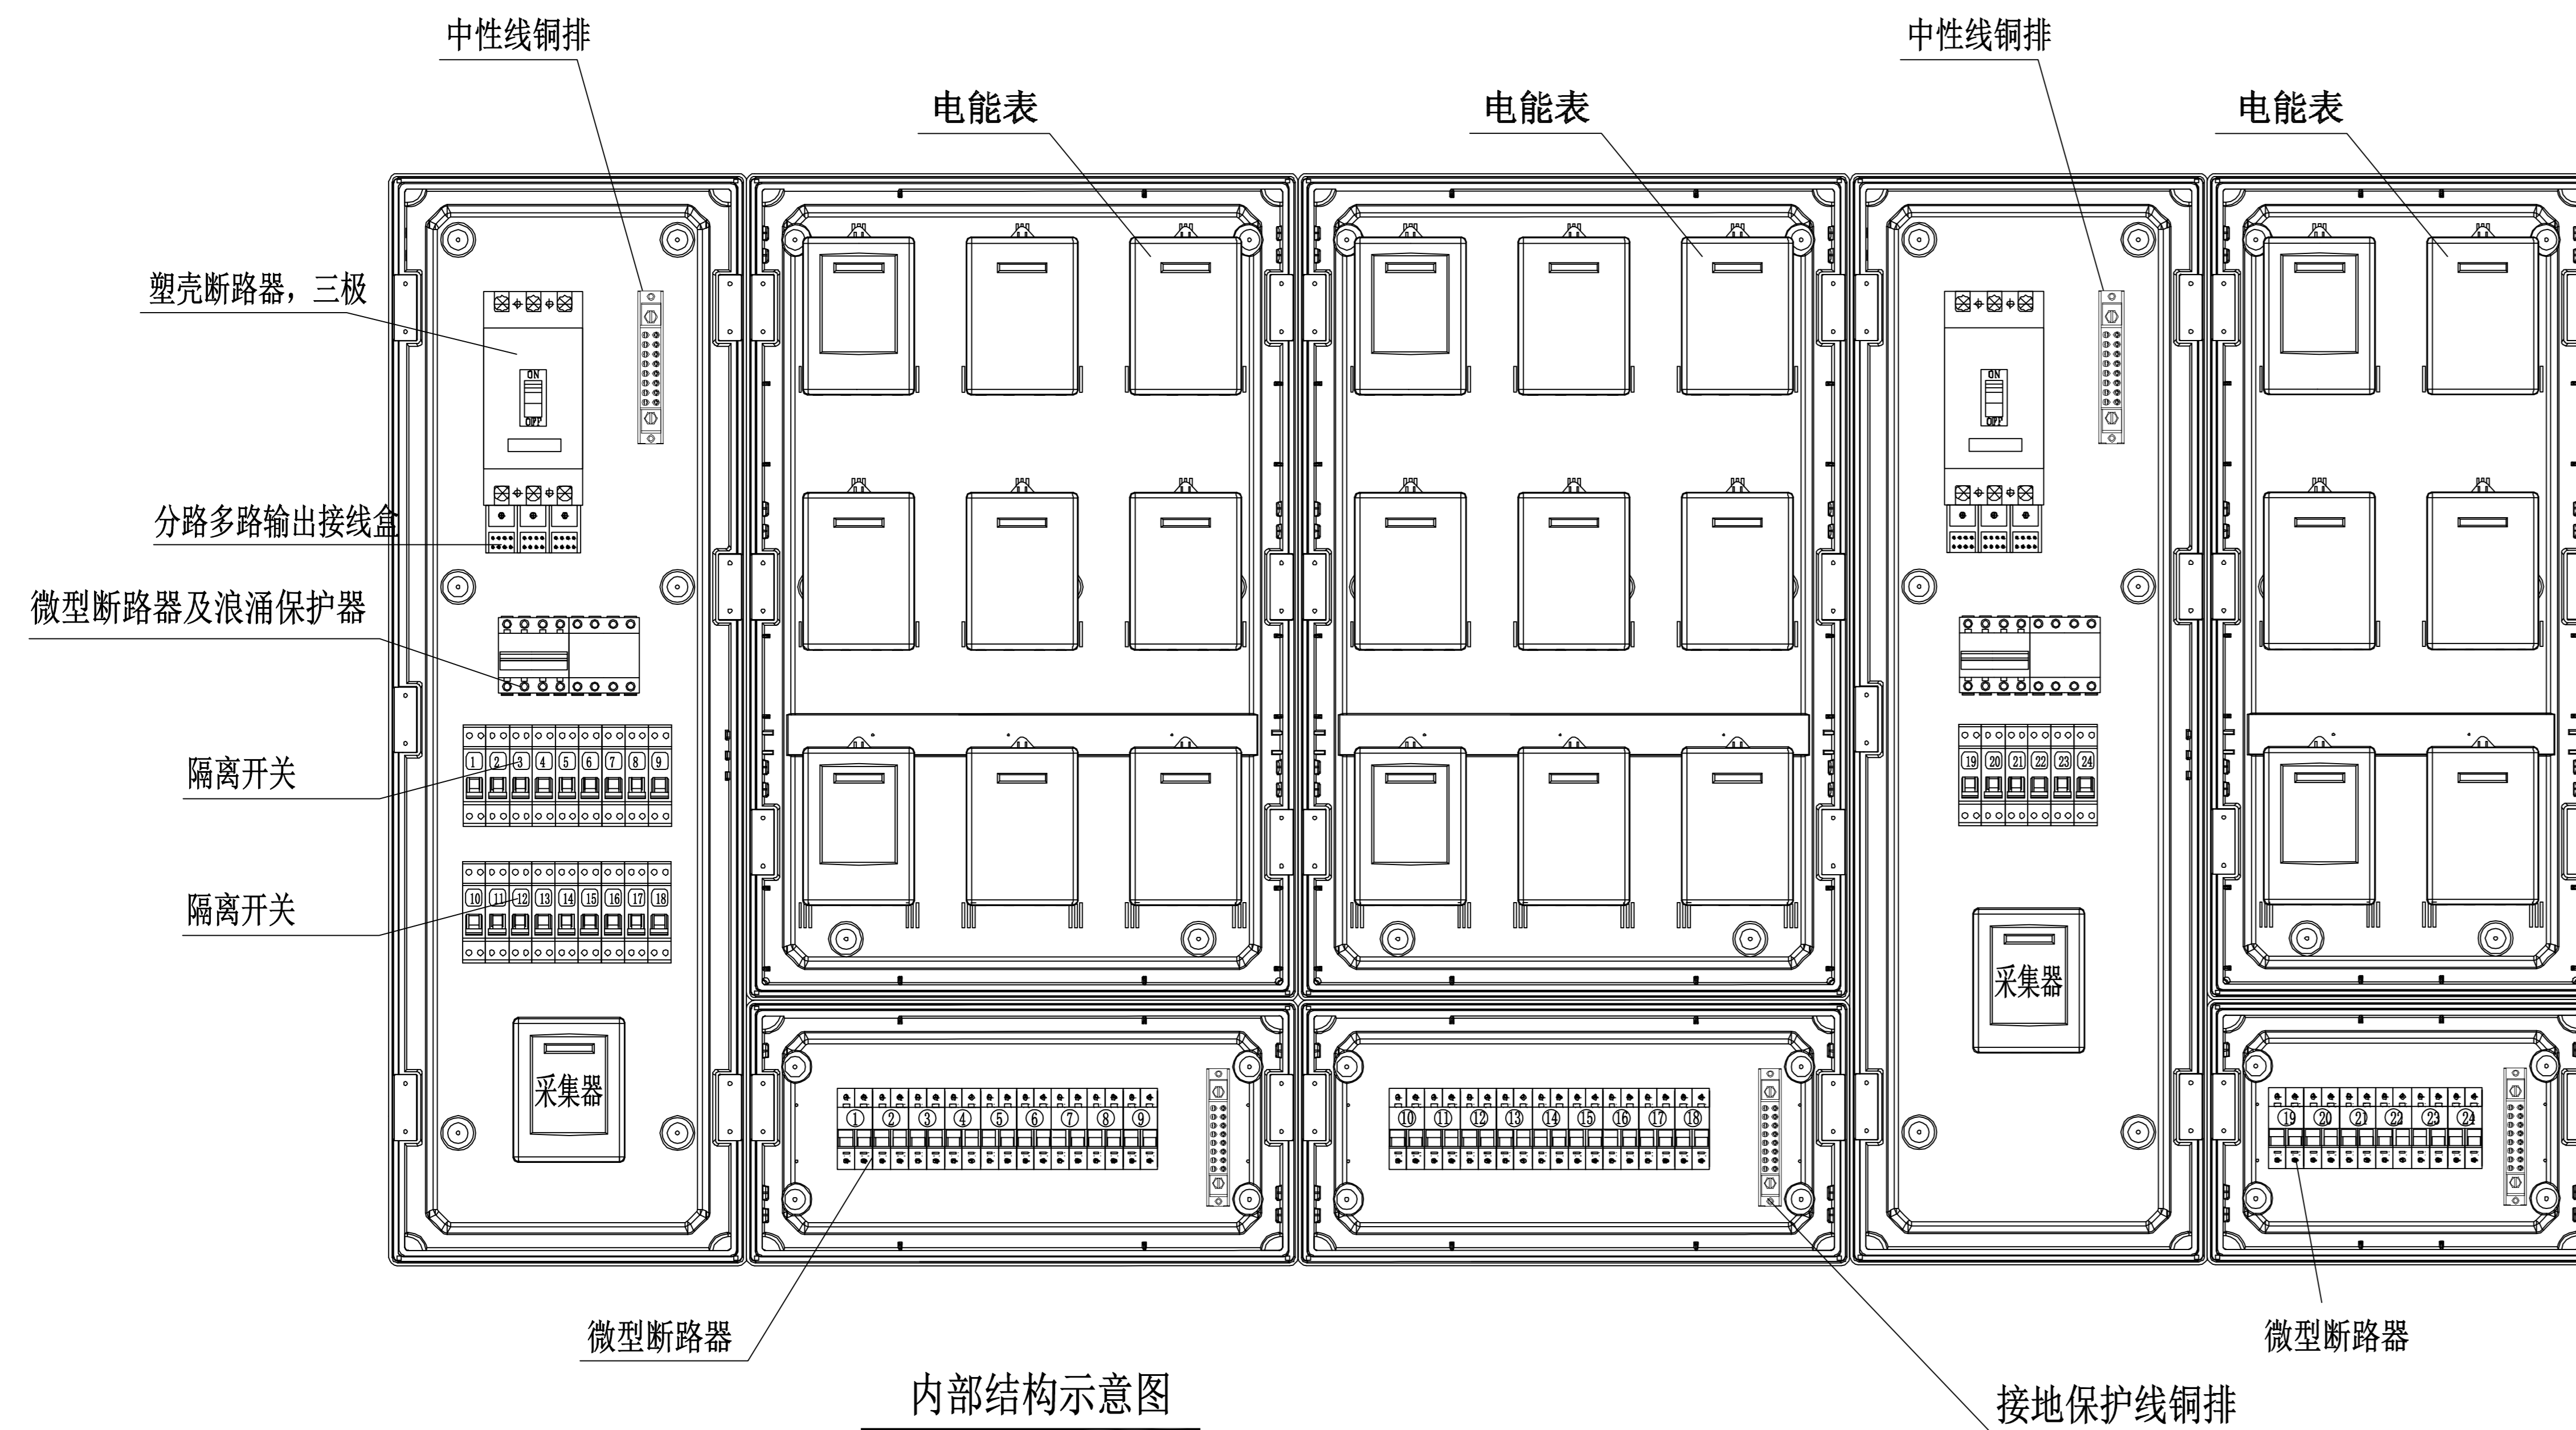 中性线铜排
中性线铜排
电能表
电能表
电能表
塑壳断路器，三极
ON
OFF
ON
OFF
分路多路输出接线盒
微型断路器及浪涌保护器
隔离开关
1 2 3 4 5 6 7 8 9
19 20 21 22 23 24
隔离开关
10 11 12 13 14 15 16 17 18
采集器
采集器
① ② ③ ④ ⑤ ⑥ ⑦ ⑧ ⑨
⑩ ⑪ ⑫ ⑬ ⑭ ⑮ ⑯ ⑰ ⑱
⑲ ⑳ ㉑ ㉒ ㉓ ㉔
微型断路器
微型断路器
内部结构示意图
接地保护线铜排